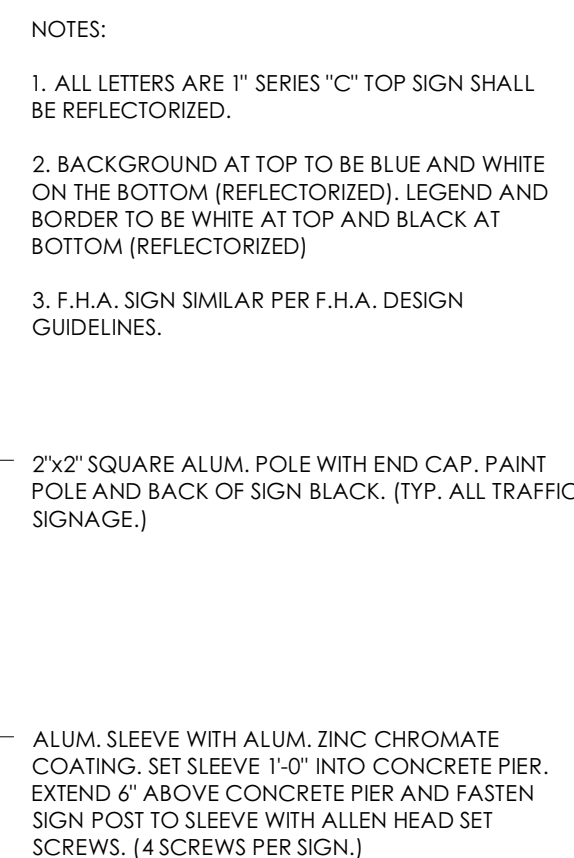 NOTES:
1. ALL LETTERS ARE 1" SERIES "C" TOP SIGN SHALL
BE REFLECTORIZED.
2. BACKGROUND AT TOP TO BE BLUE AND WHITE
ON THE BOTTOM (REFLECTORIZED). LEGEND AND
BORDER TO BE WHITE AT TOP AND BLACK AT
BOTTOM (REFLECTORIZED)
3. F.H.A. SIGN SIMILAR PER F.H.A. DESIGN
GUIDELINES.
2"x2" SQUARE ALUM. POLE WITH END CAP. PAINT
POLE AND BACK OF SIGN BLACK. (TYP. ALL TRAFFIC
SIGNAGE.)
ALUM. SLEEVE WITH ALUM. ZINC CHROMATE
COATING. SET SLEEVE 1'-0" INTO CONCRETE PIER.
EXTEND 6" ABOVE CONCRETE PIER AND FASTEN
SIGN POST TO SLEEVE WITH ALLEN HEAD SET
SCREWS. (4 SCREWS PER SIGN.)